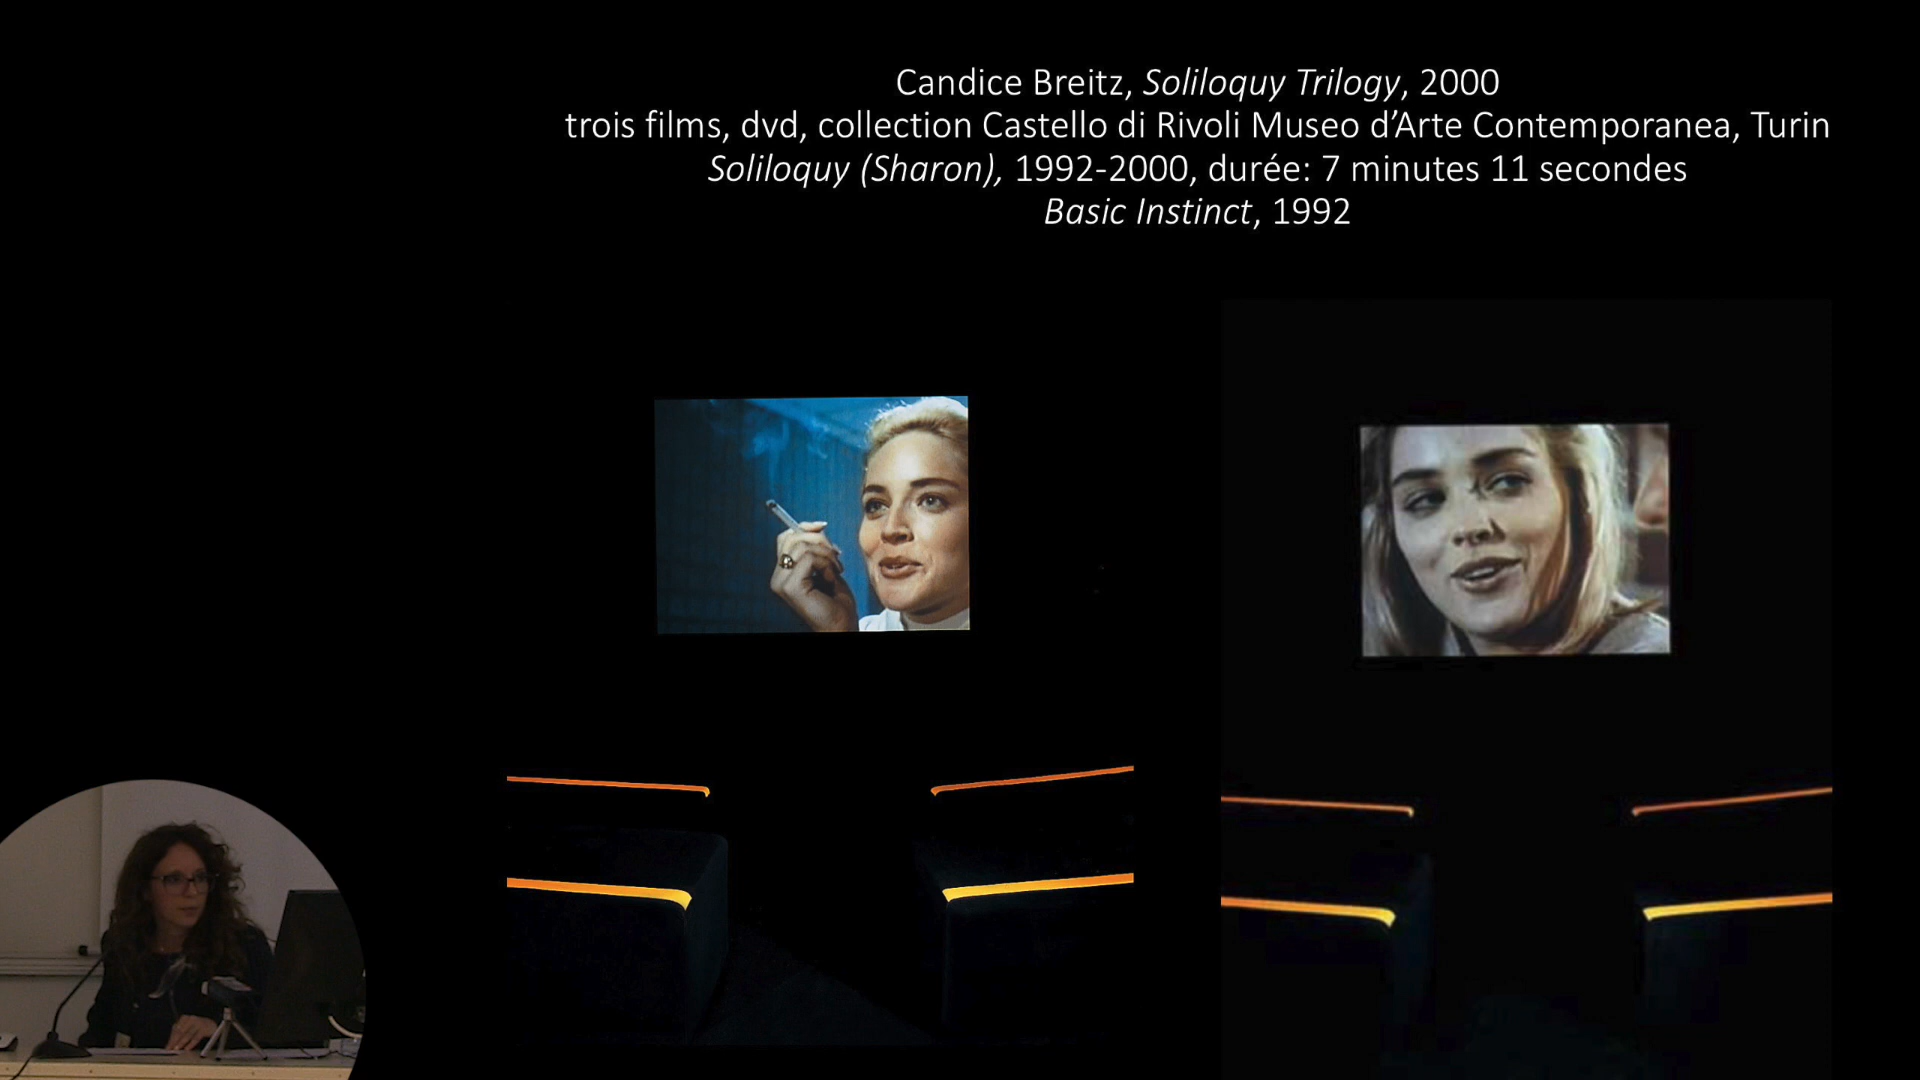 Candice Breitz, Soliloquy Trilogy, 2000
trois films, dvd, collection Castello di Rivoli Museo d’Arte Contemporanea, Turin
Soliloquy (Sharon), 1992-2000, durée: 7 minutes 11 secondes
Basic Instinct, 1992